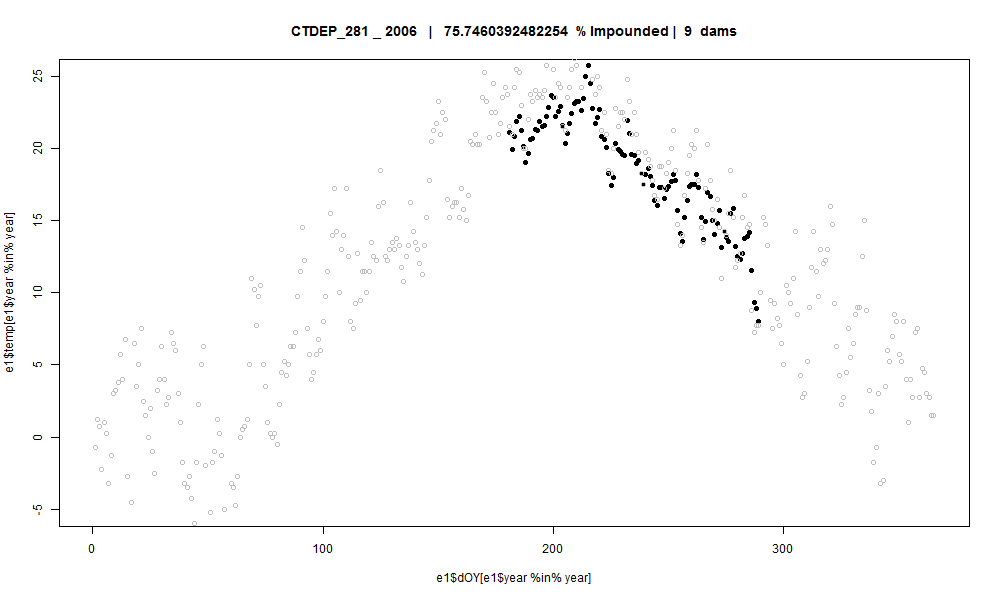 CTDEP_281 _ 2006 | 75.7460392482254 % Impounded | 9 dams
25
20
15
10
5
0
-5
e1$temp[e1$year %in% year]
0 100 200 300
e1$dOY[e1$year %in% year]